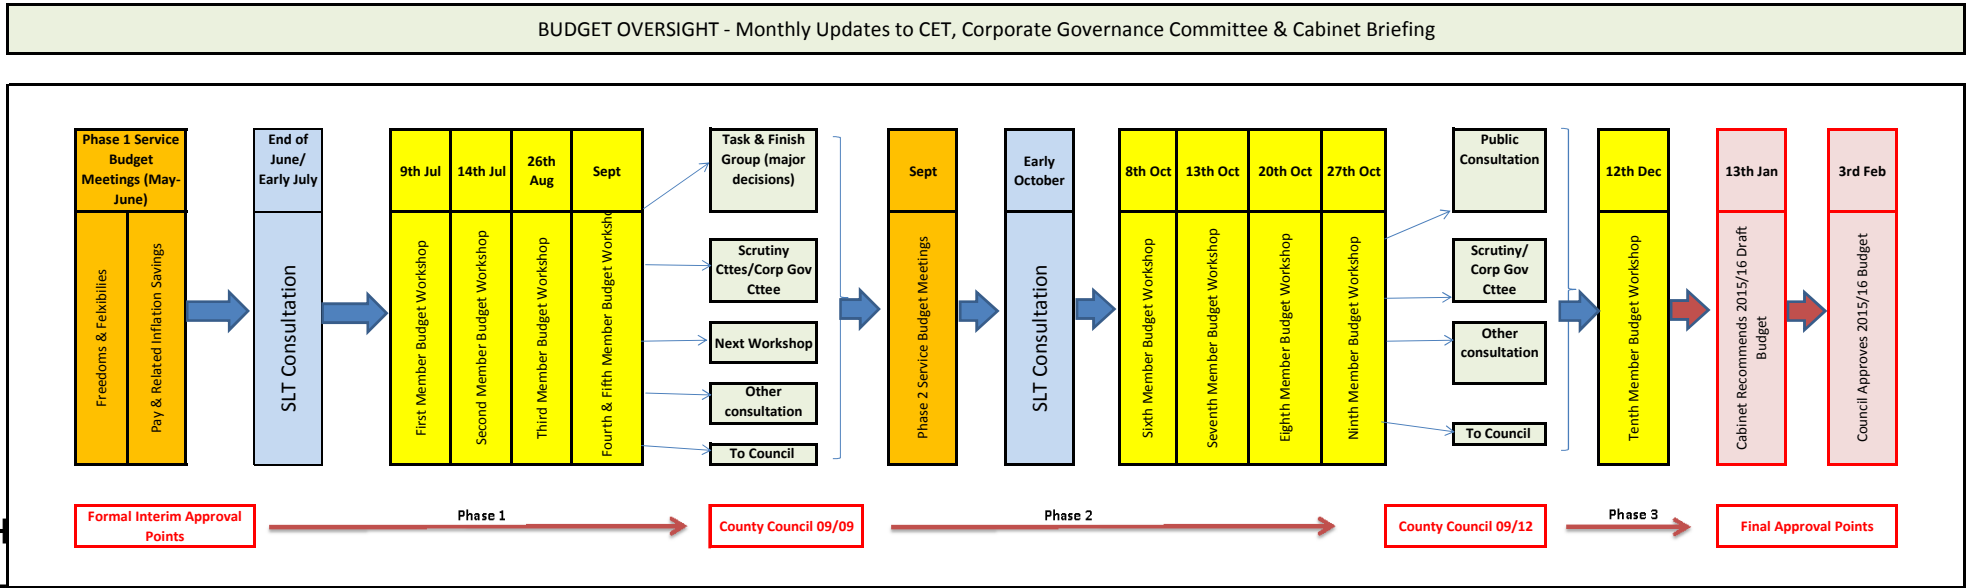 BUDGET OVERSIGHT - Monthly Updates to CET, Corporate Governance Committee & Cabinet Briefing
Phase 1 Service
Budget
Meetings (May-
June)
Freedoms & Felxibilies
Pay & Related Inflation Savings
End of
June/
Early July
SLT Consultation
9th Jul
First Member Budget Workshop
14th Jul
Second Member Budget Workshop
26th
Aug
Third Member Budget Workshop
Sept
Fourth & Fifth Member Budget Worksho
Task & Finish
Group (major
decisions)
Scrutiny
Cttes/Corp Gov
Cttee
Next Workshop
Other
consultation
To Council
Sept
Phase 2 Service Budget Meetings
Early
October
SLT Consultation
8th Oct
Sixth Member Budget Workshop
13th Oct
Seventh Member Budget Workshop
20th Oct
Eighth Member Budget Workshop
27th Oct
Ninth Member Budget Workshop
Public
Consultation
Scrutiny/
Corp Gov
Cttee
Other
consultation
To Council
12th Dec
Tenth Member Budget Workshop
13th Jan
Cabinet Recommends 2015/16 Draft
Budget
3rd Feb
Council Approves 2015/16 Budget
Formal Interim Approval
Points
Phase 1
County Council 09/09
Phase 2
County Council 09/12
Phase 3
Final Approval Points